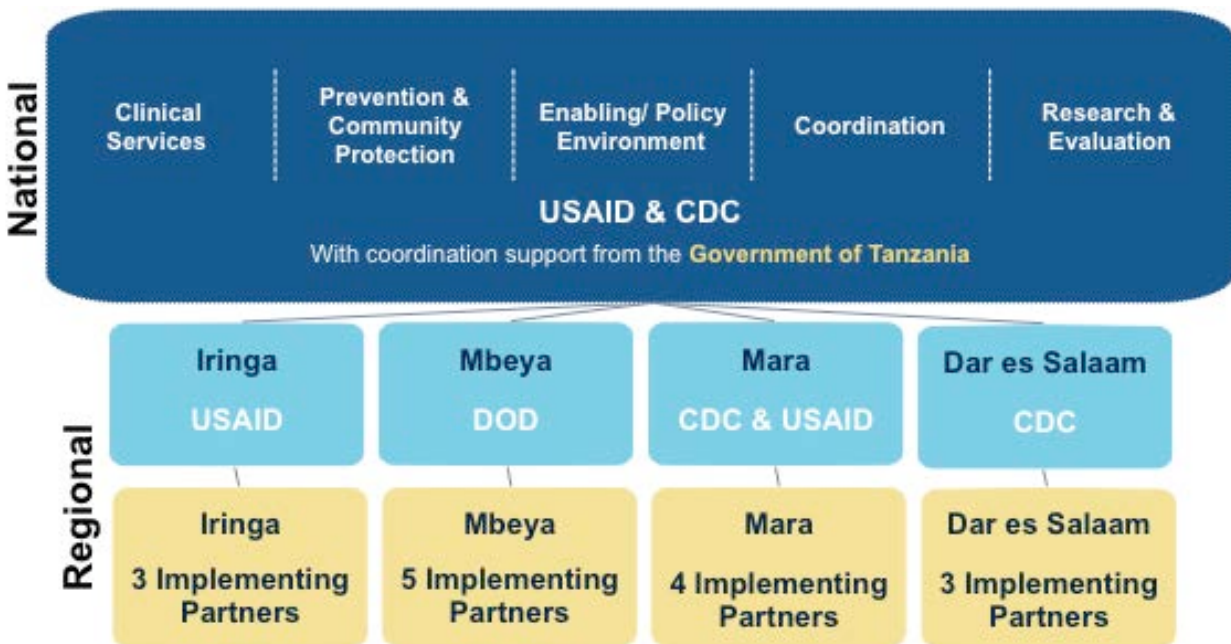 National
Clinical
Services
Prevention &
Community
Protection
Enabling/ Policy
Environment
Coordination
Research &
Evaluation
USAID & CDC
With coordination support from the Government of Tanzania
Regional
Iringa
USAID
Mbeya
DOD
Mara
CDC & USAID
Dar es Salaam
CDC
Iringa
3 Implementing
Partners
Mbeya
5 Implementing
Partners
Mara
4 Implementing
Partners
Dar es Salaam
3 Implementing
Partners